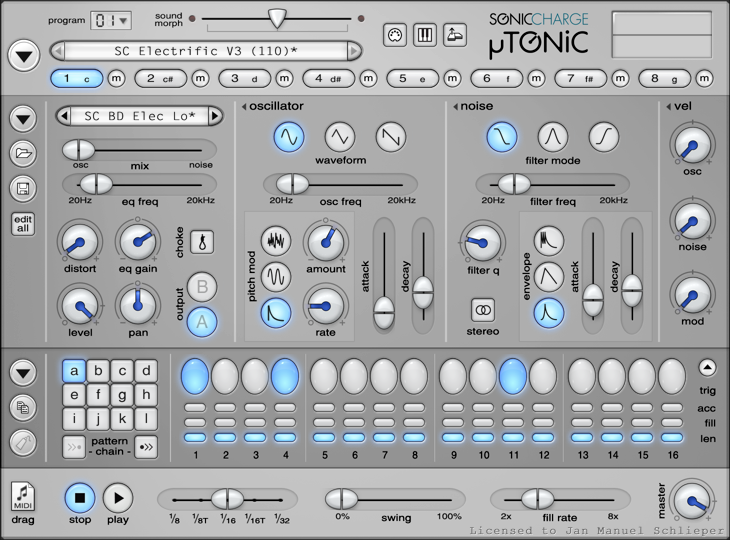 program 01
sound morph
SC Electrific V3 (110)*
SONICCHARGE
µTONIC
1 c m 2 c# m 3 d m 4 d# m 5 e m 6 f m 7 f# m 8 g m
SC BD Elec Lo*
osc mix noise
20Hz eq freq 20KHz
edit all
distort eq gain choke
level pan output B A
oscillator
waveform
20Hz osc freq 20kHz
pitch mod amount attack decay
rate
noise
filter mode
20Hz filter freq 20kHz
filter q envelope attack decay
stereo
vel
osc
noise
mod
a b c d
e f g h
i j k l
pattern - chain -
trig
acc
fill
len
1 2 3 4 5 6 7 8 9 10 11 12 13 14 15 16
MIDI
drag stop play
1/8 1/8T 1/16 1/16T 1/32
0% swing 100%
2x fill rate 8x
master
Licensed to Jan Manuel Schlieper